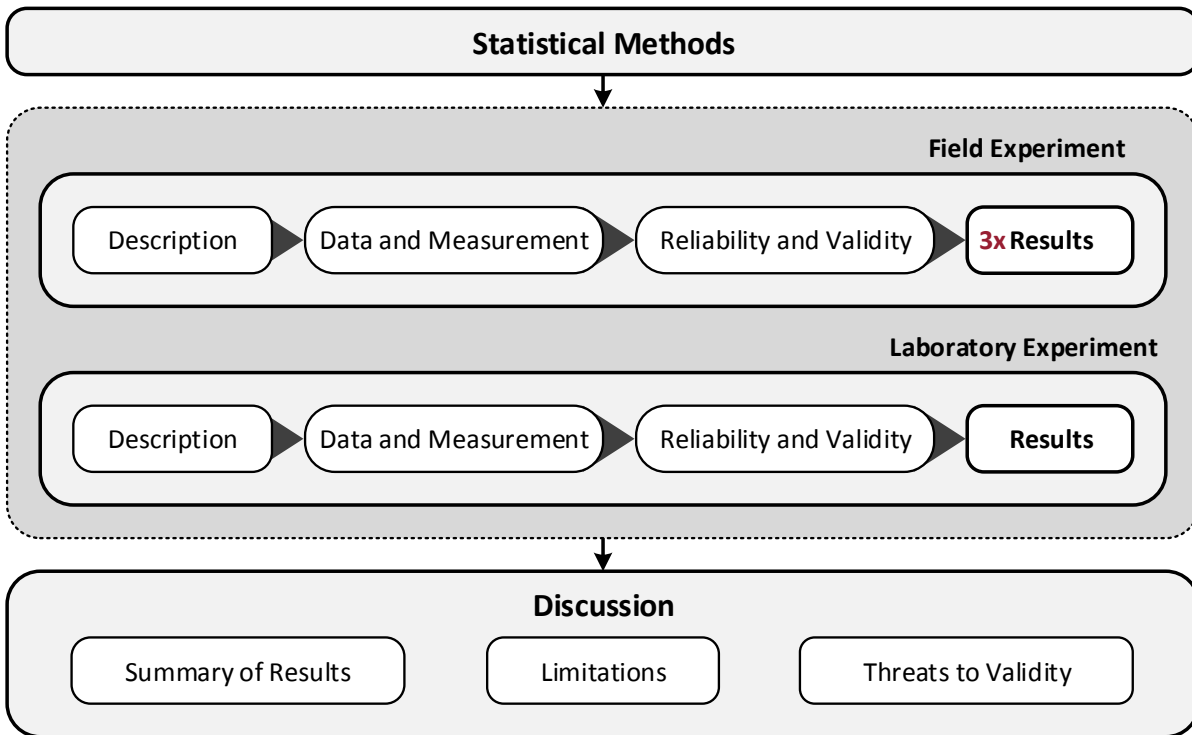 Statistical Methods
Field Experiment
Description
Data and Measurement
Reliability and Validity
3x Results
Laboratory Experiment
Description
Data and Measurement
Reliability and Validity
Results
Discussion
Summary of Results
Limitations
Threats to Validity